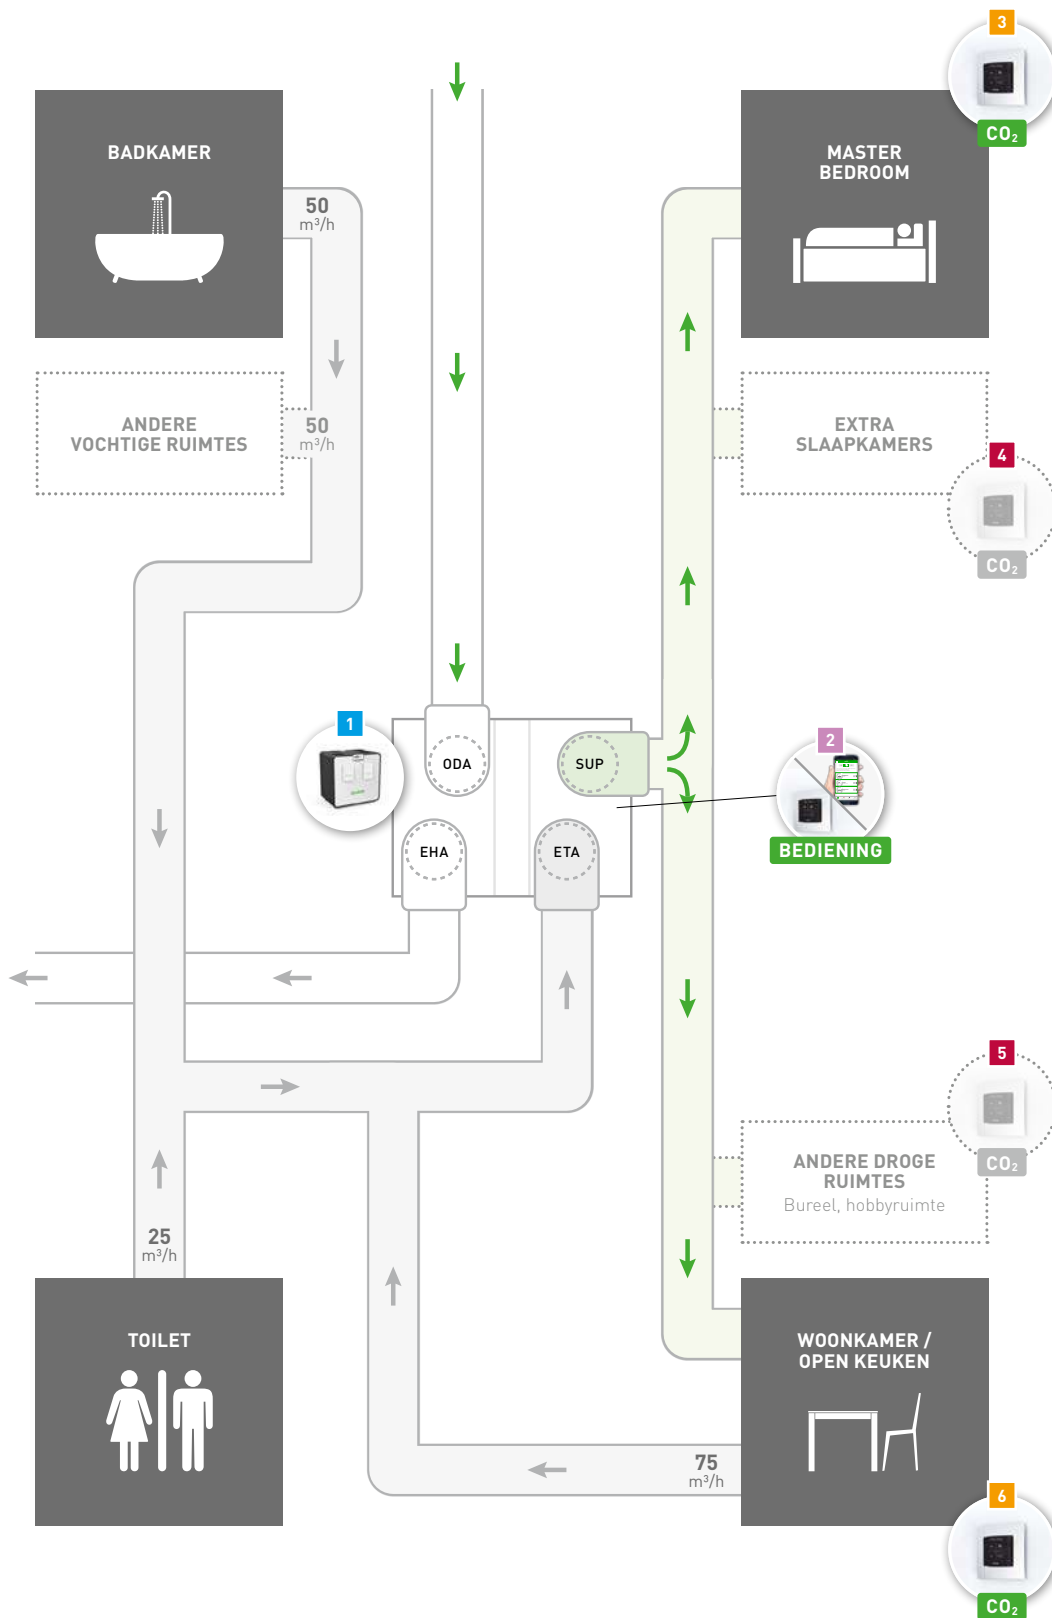 3
CO₂
BADKAMER
50
m³/h
MASTER
BEDROOM
ANDERE
VOCHTIGE RUIMTES
50
m³/h
EXTRA
SLAAPKAMERS
4
CO₂
1
ODA
SUP
2
BEDIENING
EHA
ETA
5
CO₂
ANDERE DROGE
RUIMTES
Bureel, hobbyruimte
25
m³/h
TOILET
WOONKAMER /
OPEN KEUKEN
75
m³/h
6
CO₂